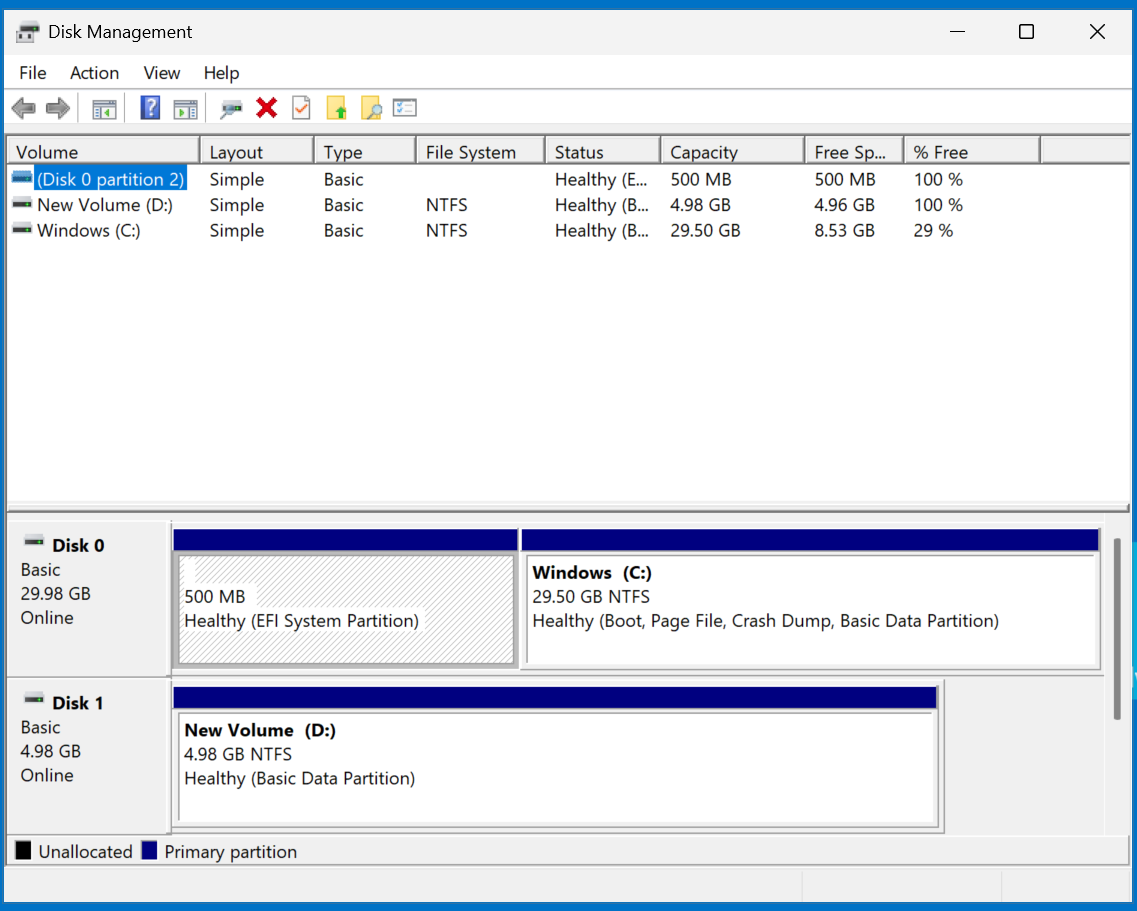 Disk Management
File Action View Help
Volume Layout Type File System Status Capacity Free Sp... % Free
(Disk 0 partition 2) Simple Basic Healthy (E... 500 MB 500 MB 100 %
New Volume (D:) Simple Basic NTFS Healthy (B... 4.98 GB 4.96 GB 100 %
Windows (C:) Simple Basic NTFS Healthy (B... 29.50 GB 8.53 GB 29 %
Disk 0
Basic
29.98 GB
Online
500 MB
Healthy (EFI System Partition)
Windows (C:)
29.50 GB NTFS
Healthy (Boot, Page File, Crash Dump, Basic Data Partition)
Disk 1
Basic
4.98 GB
Online
New Volume (D:)
4.98 GB NTFS
Healthy (Basic Data Partition)
Unallocated Primary partition